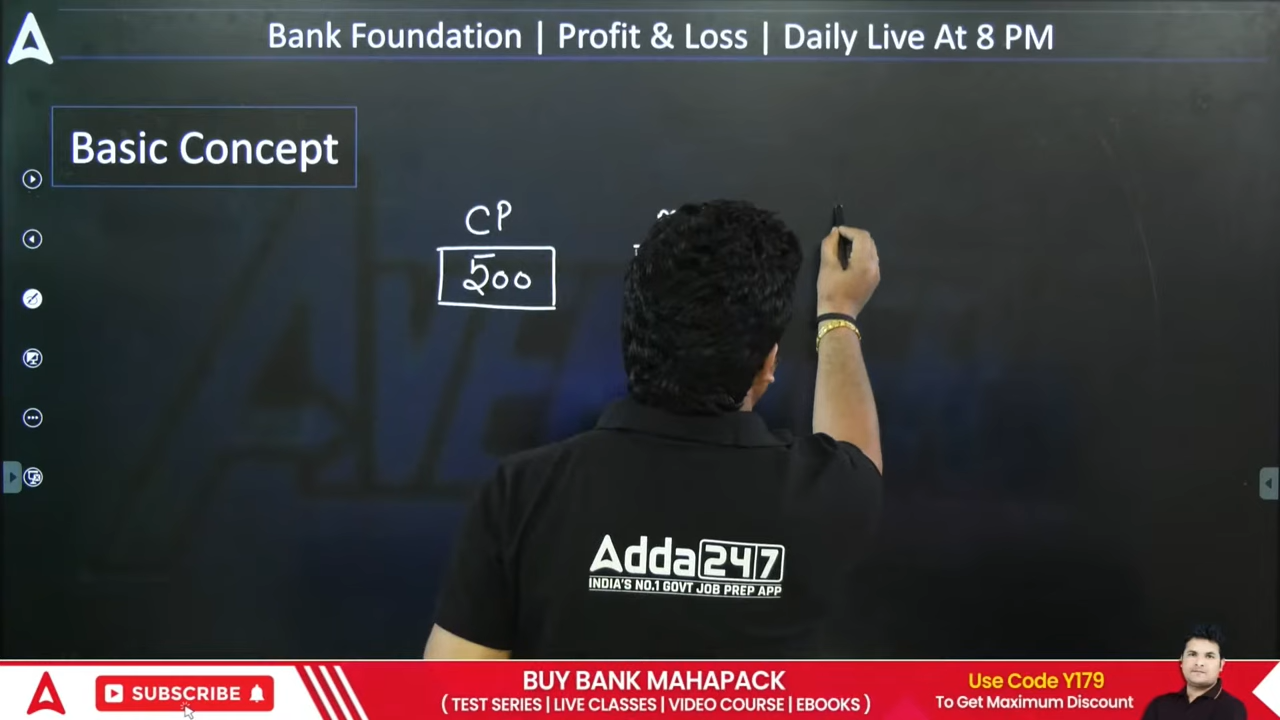 Bank Foundation | Profit & Loss | Daily Live At 8 PM
Basic Concept
CP
500
Adda247
INDIA'S NO.1 GOVT JOB PREP APP
SUBSCRIBE
BUY BANK MAHAPACK
( TEST SERIES | LIVE CLASSES | VIDEO COURSE | EBOOKS )
Use Code Y179
To Get Maximum Discount